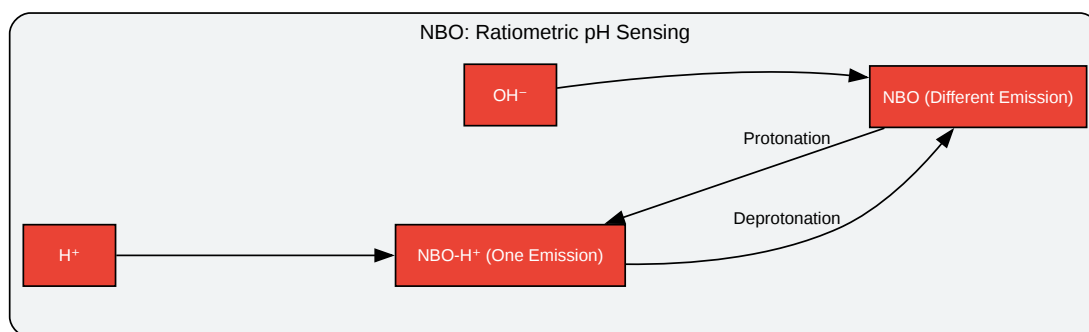 NBO: Ratiometric pH Sensing
OH⁻
NBO (Different Emission)
Protonation
Deprotonation
H⁺
NBO-H⁺ (One Emission)